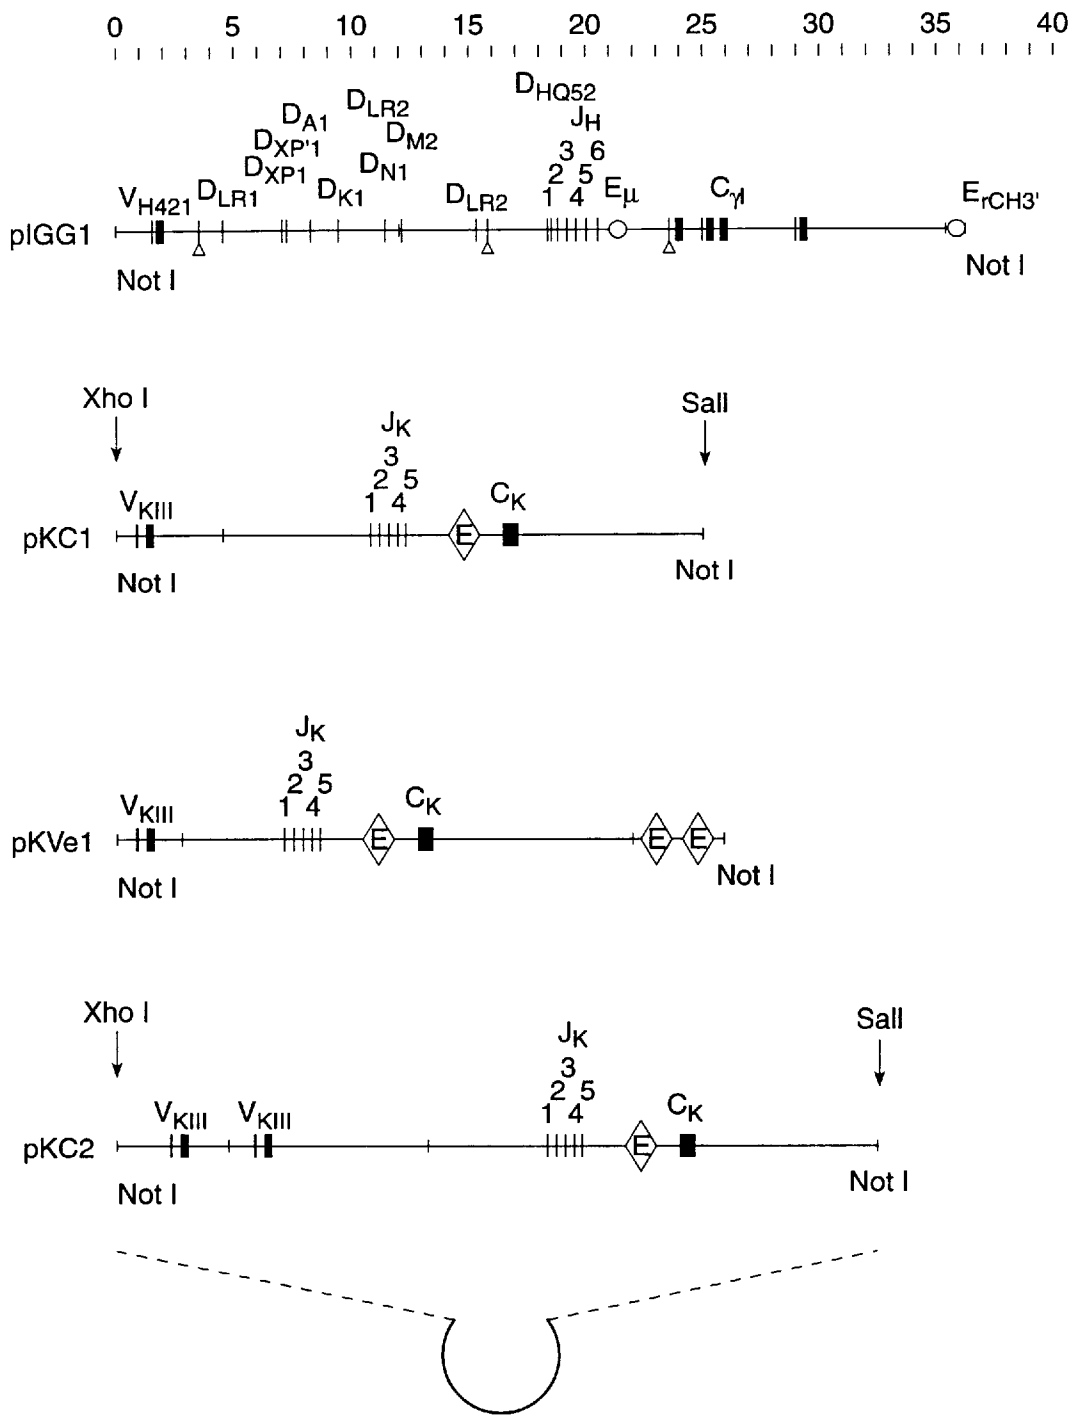 0 5 10 15 20 25 30 35 40
DHQ52
DA1 DLR2 JH
DXP'1 DM2 3 6
DXP1 DN1 2 5
VH421 DLR1 DK1 DLR2 1 4 Eμ CγI ErCH3'
pIGG1
Not I Not I
Xho I SalI
JK
3
2 5
1 4
VKIII CK
pKC1 E
Not I Not I
JK
3
2 5
VKIII 1 4 CK
pKVe1 E E E
Not I Not I
Xho I SalI
JK
3
2 5
VKIII VKIII 1 4 CK
pKC2 E
Not I Not I